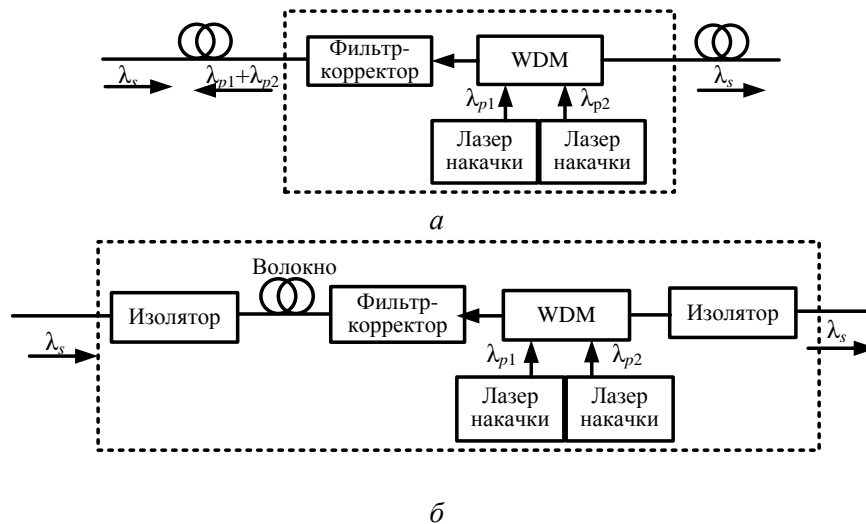 Фильтр-
корректор
WDM
λs
λp1+λp2
λs
λp1
λp2
Лазер
накачки
Лазер
накачки
а
Волокно
Изолятор
Фильтр-
корректор
WDM
Изолятор
λs
λs
λp1
λp2
Лазер
накачки
Лазер
накачки
б